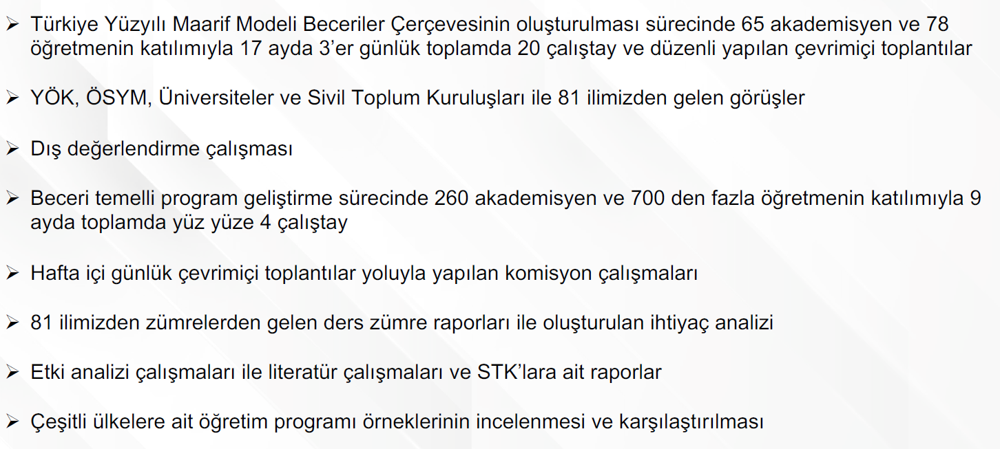 ➢ Türkiye Yüzyılı Maarif Modeli Beceriler Çerçevesinin oluşturulması sürecinde 65 akademisyen ve 78
öğretmenin katılımıyla 17 ayda 3’er günlük toplamda 20 çalıştay ve düzenli yapılan çevrimiçi toplantılar
➢ YÖK, ÖSYM, Üniversiteler ve Sivil Toplum Kuruluşları ile 81 ilimizden gelen görüşler
➢ Dış değerlendirme çalışması
➢ Beceri temelli program geliştirme sürecinde 260 akademisyen ve 700 den fazla öğretmenin katılımıyla 9
ayda toplamda yüz yüze 4 çalıştay
➢ Hafta içi günlük çevrimiçi toplantılar yoluyla yapılan komisyon çalışmaları
➢ 81 ilimizden zümrelerden gelen ders zümre raporları ile oluşturulan ihtiyaç analizi
➢ Etki analizi çalışmaları ile literatür çalışmaları ve STK’lara ait raporlar
➢ Çeşitli ülkelere ait öğretim programı örneklerinin incelenmesi ve karşılaştırılması